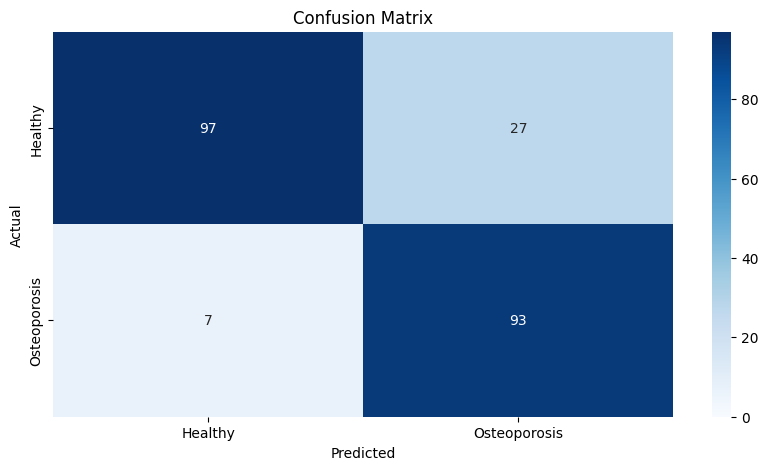 Confusion Matrix
Actual
Healthy
97
27
Osteoporosis
7
93
Healthy
Osteoporosis
Predicted
80
60
40
20
0